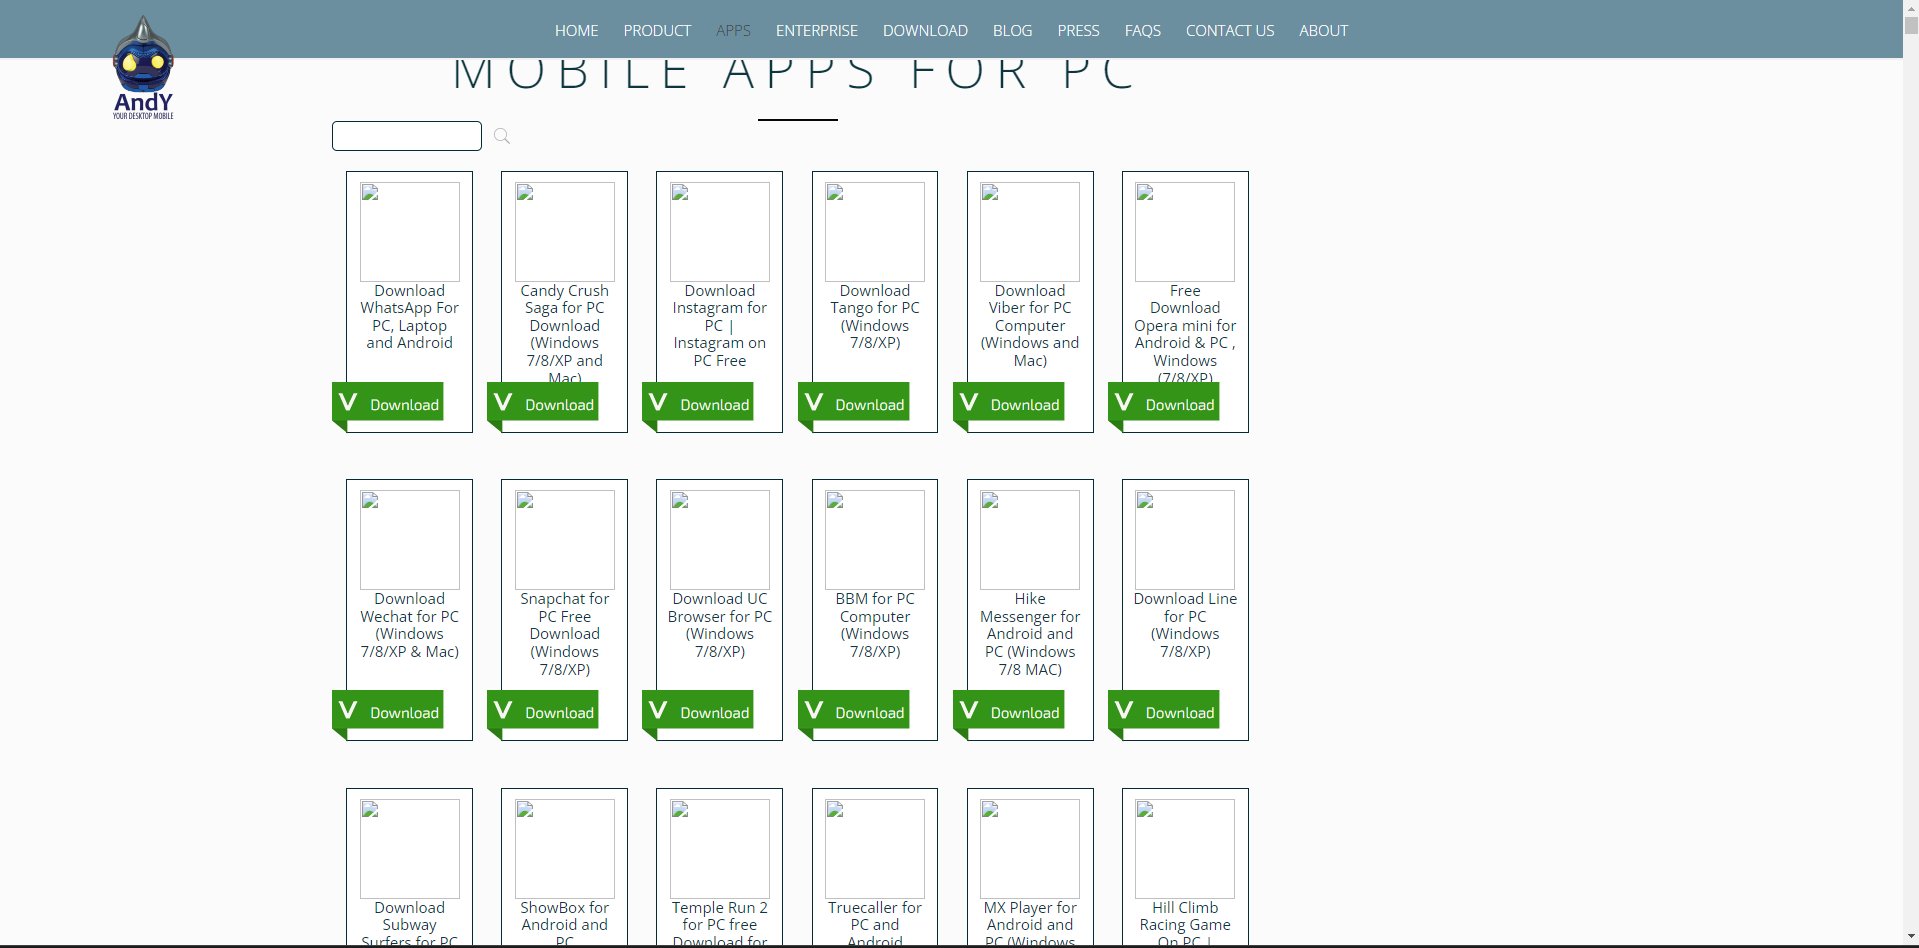 HOME PRODUCT APPS ENTERPRISE DOWNLOAD BLOG PRESS FAQS CONTACT US ABOUT
AndY
YOUR DESKTOP MOBILE
MOBILE APPS FOR PC
Download
WhatsApp For
PC, Laptop
and Android
V Download
Candy Crush
Saga for PC
Download
(Windows
7/8/XP and
Mac)
V Download
Download
Instagram for
PC |
Instagram on
PC Free
V Download
Download
Tango for PC
(Windows
7/8/XP)
V Download
Download
Viber for PC
Computer
(Windows and
Mac)
V Download
Free
Download
Opera mini for
Android & PC ,
Windows
(7/8/XP)
V Download
Download
Wechat for PC
(Windows
7/8/XP & Mac)
V Download
Snapchat for
PC Free
Download
(Windows
7/8/XP)
V Download
Download UC
Browser for PC
(Windows
7/8/XP)
V Download
BBM for PC
Computer
(Windows
7/8/XP)
V Download
Hike
Messenger for
Android and
PC (Windows
7/8 MAC)
V Download
Download Line
for PC
(Windows
7/8/XP)
V Download
Download
Subway
Surfers for PC
ShowBox for
Android and
PC
Temple Run 2
for PC free
Download for
Truecaller for
PC and
Android
MX Player for
Android and
PC (Windows
Hill Climb
Racing Game
On PC |